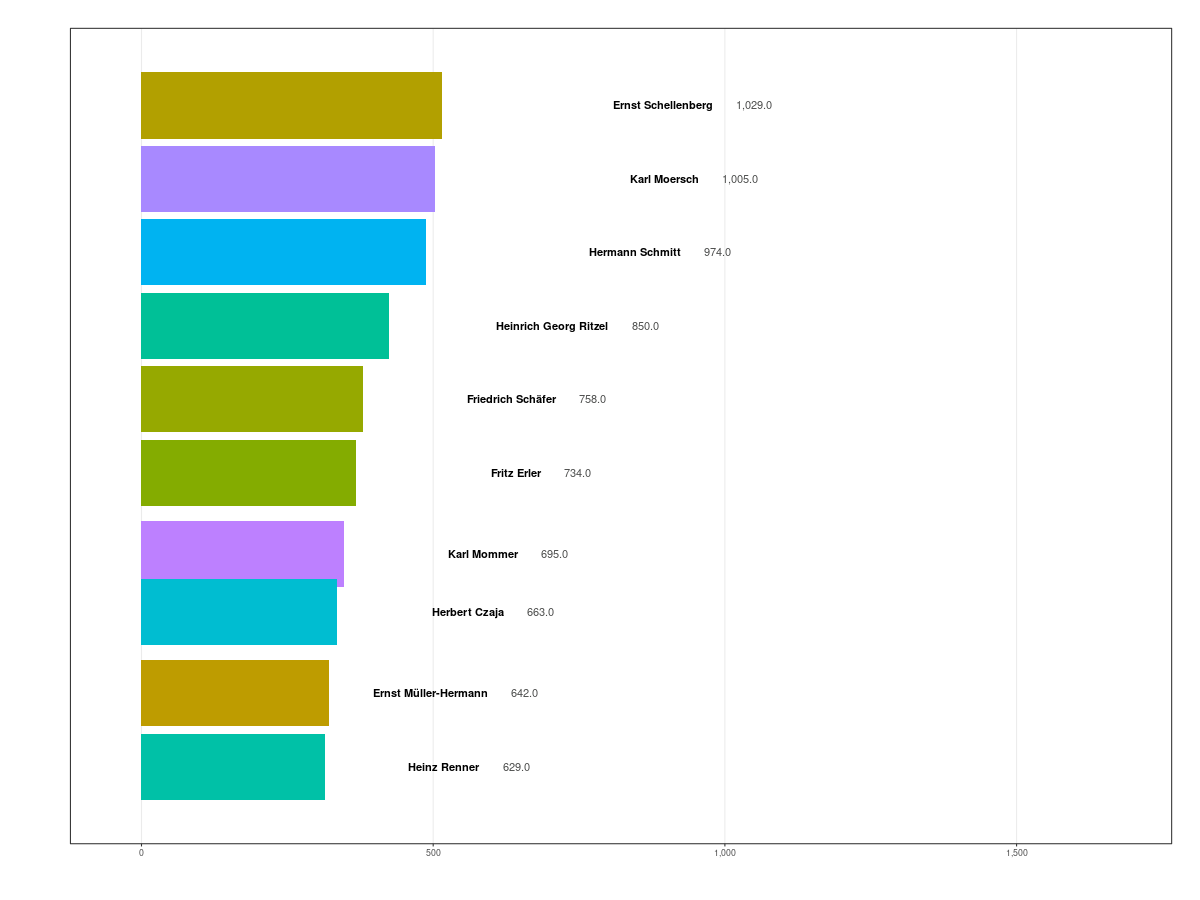 Ernst Schellenberg 1,029.0
Karl Moersch 1,005.0
Hermann Schmitt 974.0
Heinrich Georg Ritzel 850.0
Friedrich Schäfer 758.0
Fritz Erler 734.0
Karl Mommer 695.0
Herbert Czaja 663.0
Ernst Müller-Hermann 642.0
Heinz Renner 629.0
0 500 1,000 1,500